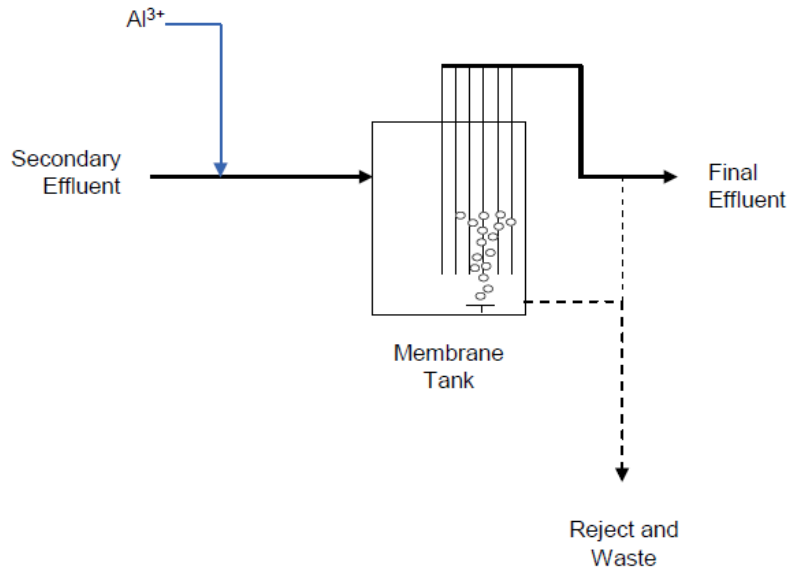 Al³⁺
Secondary
Effluent
Final
Effluent
Membrane
Tank
Reject and
Waste